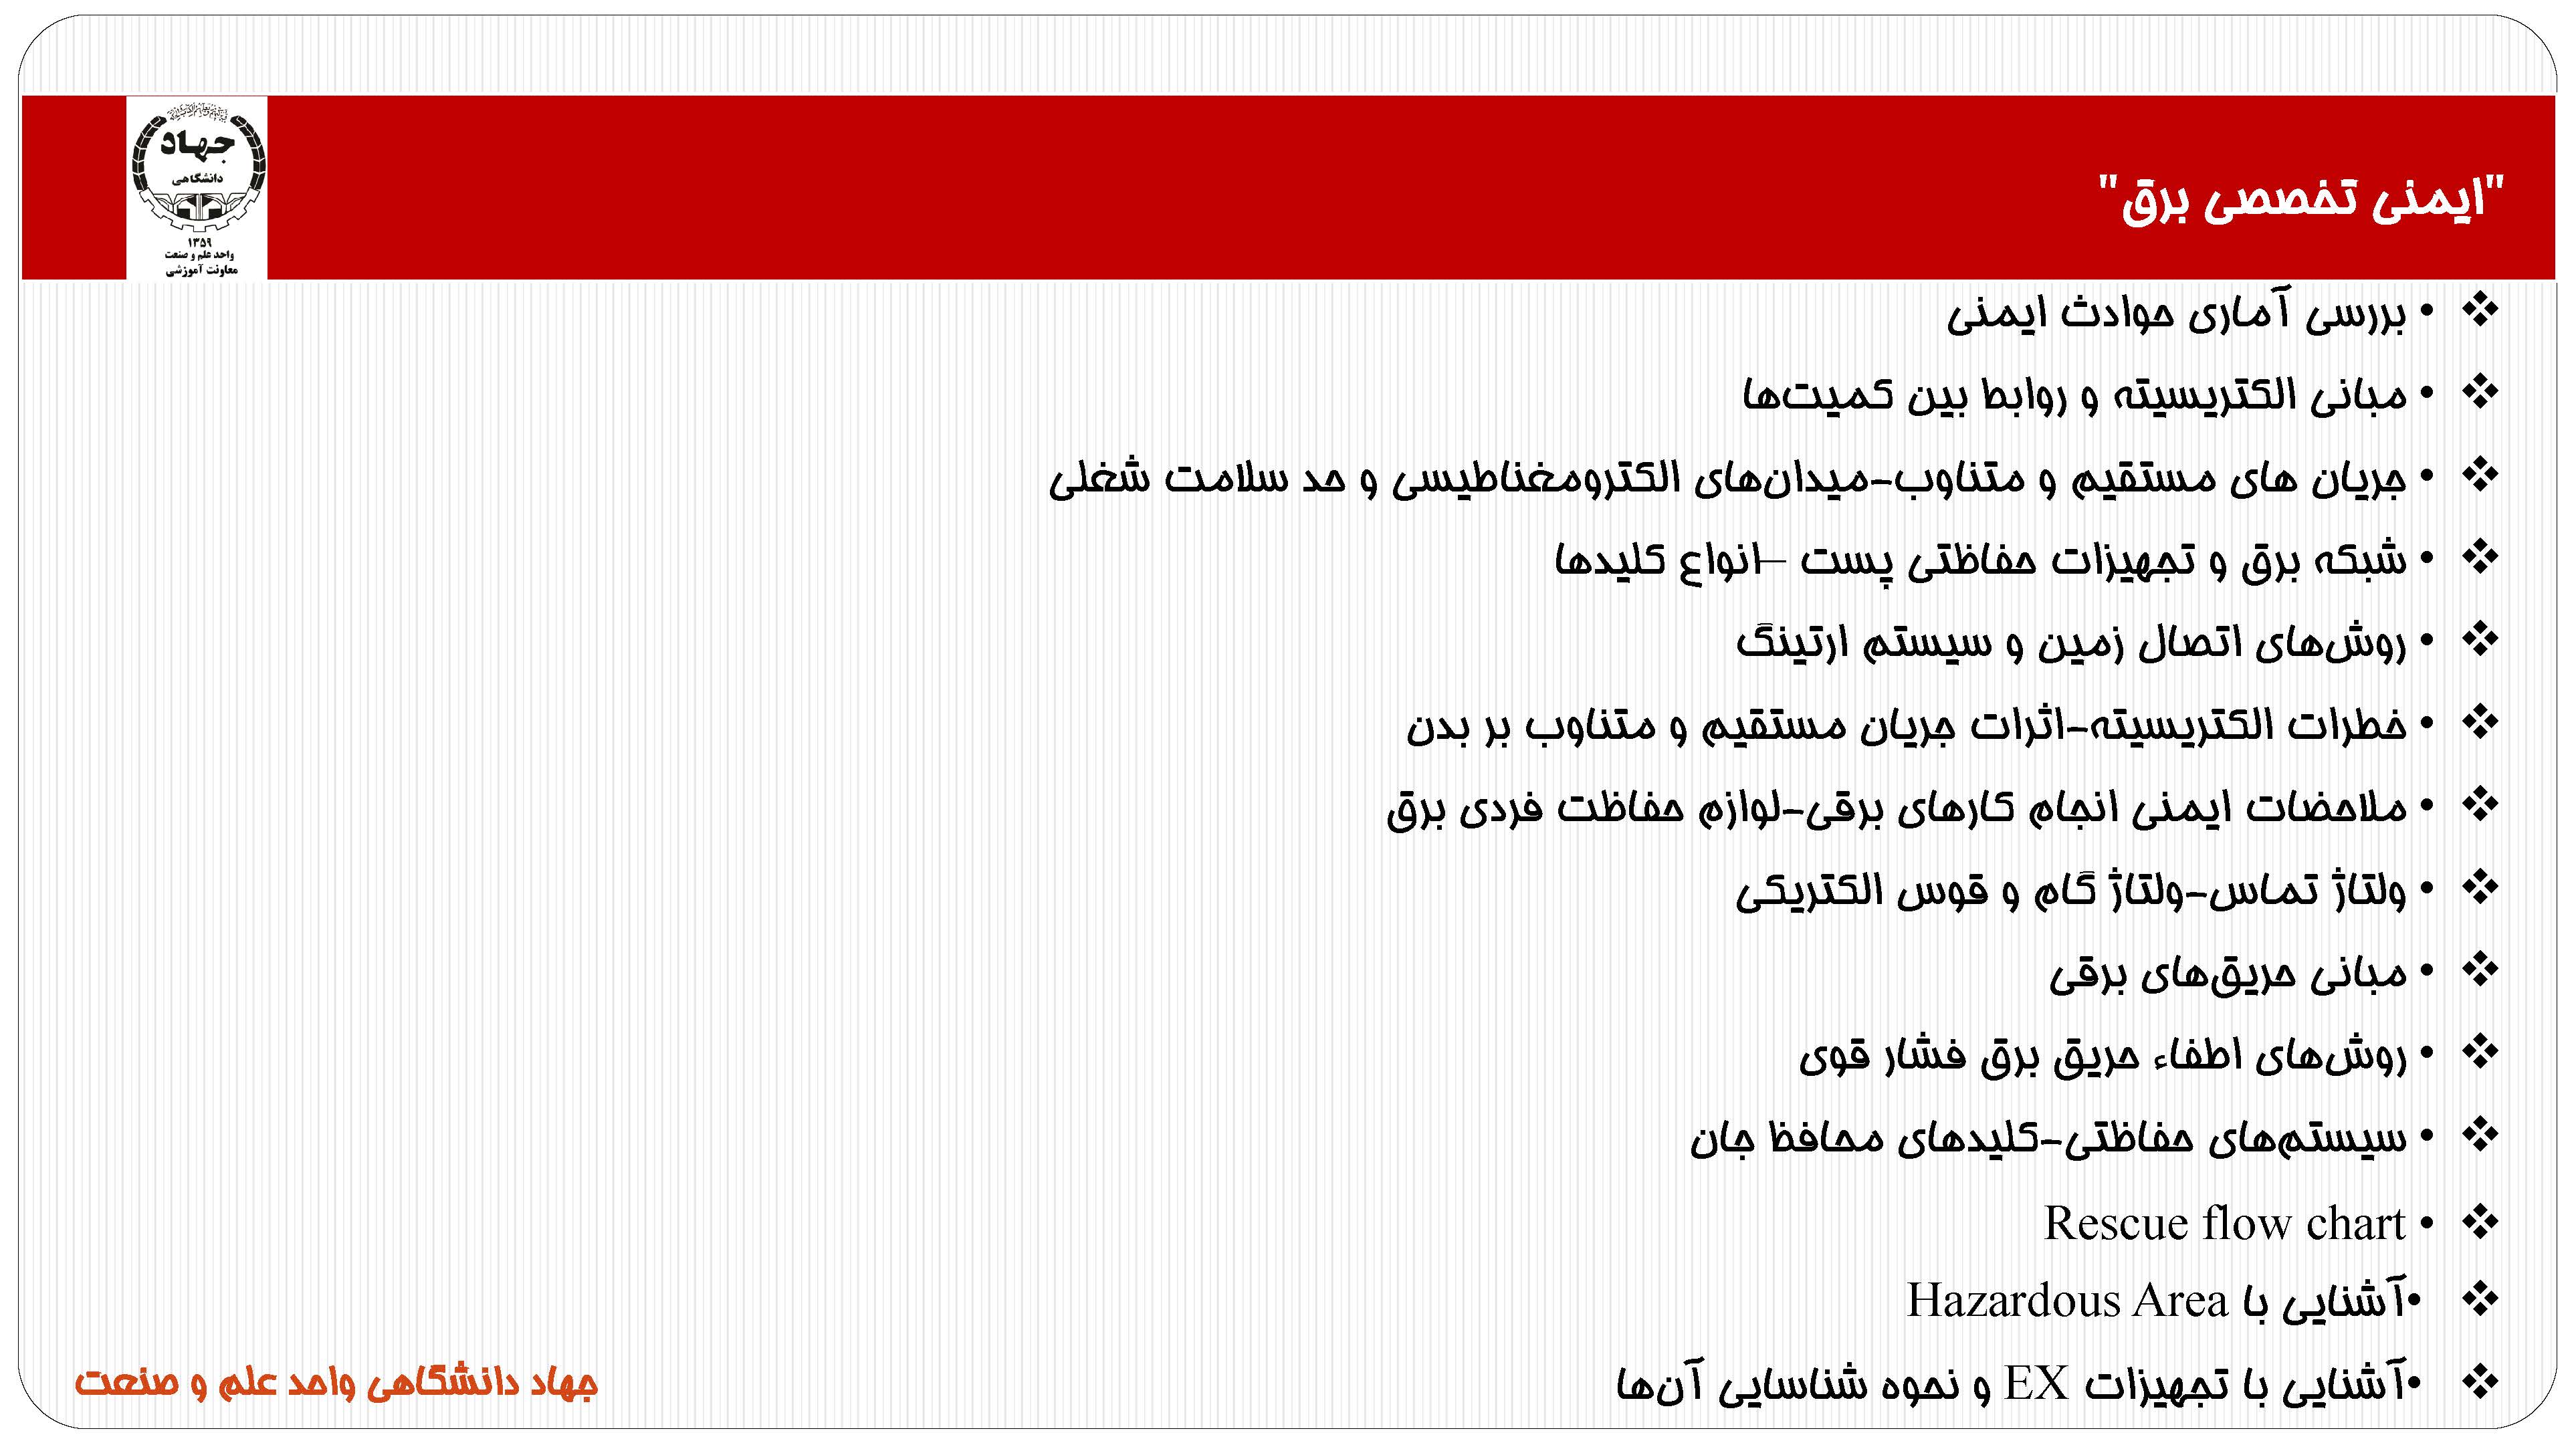 "ایمنی تخصصی برق"
جهاد
دانشگاهی
۱۳۵۹
واحد علم و صنعت
معاونت آموزشی
❖ • بررسی آماری حوادث ایمنی
❖ • مبانی الکتریسیته و روابط بین کمیت‌ها
❖ • جریان های مستقیم و متناوب-میدان‌های الکترومغناطیسی و حد سلامت شغلی
❖ • شبکه برق و تجهیزات حفاظتی پست –انواع کلیدها
❖ • روش‌های اتصال زمین و سیستم ارتینگ
❖ • خطرات الکتریسیته-اثرات جریان مستقیم و متناوب بر بدن
❖ • ملاحضات ایمنی انجام کارهای برقی-لوازم حفاظت فردی برق
❖ • ولتاژ تماس-ولتاژ گام و قوس الکتریکی
❖ • مبانی حریق‌های برقی
❖ • روش‌های اطفاء حریق برق فشار قوی
❖ • سیستم‌های حفاظتی-کلیدهای محافظ جان
❖ • Rescue flow chart
❖ •آشنایی با Hazardous Area
❖ •آشنایی با تجهیزات EX و نحوه شناسایی آن‌ها
جهاد دانشگاهی واحد علم و صنعت